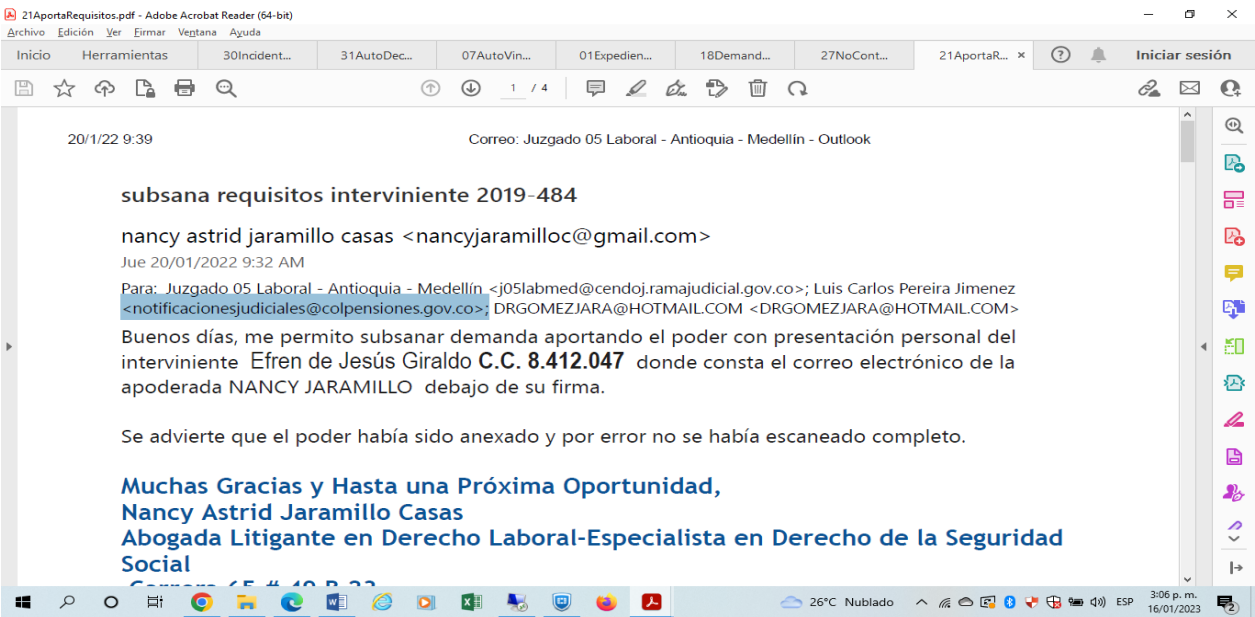 21AportaRequisitos.pdf - Adobe Acrobat Reader (64-bit)
Archivo Edición Ver Firmar Ventana Ayuda
Inicio Herramientas 30Incident... 31AutoDec... 07AutoVin... 01Expedien... 18Demand... 27NoCont... 21AportaR... × Iniciar sesión
1 / 4
20/1/22 9:39 Correo: Juzgado 05 Laboral - Antioquia - Medellín - Outlook
subsana requisitos interviniente 2019-484
nancy astrid jaramillo casas <nancyjaramilloc@gmail.com>
Jue 20/01/2022 9:32 AM
Para: Juzgado 05 Laboral - Antioquia - Medellín <j05labmed@cendoj.ramajudicial.gov.co>; Luis Carlos Pereira Jimenez
<notificacionesjudiciales@colpensiones.gov.co>; DRGOMEZJARA@HOTMAIL.COM <DRGOMEZJARA@HOTMAIL.COM>
Buenos días, me permito subsanar demanda aportando el poder con presentación personal del
interviniente Efren de Jesús Giraldo C.C. 8.412.047 donde consta el correo electrónico de la
apoderada NANCY JARAMILLO debajo de su firma.
Se advierte que el poder había sido anexado y por error no se había escaneado completo.
Muchas Gracias y Hasta una Próxima Oportunidad,
Nancy Astrid Jaramillo Casas
Abogada Litigante en Derecho Laboral-Especialista en Derecho de la Seguridad
Social
26°C Nublado ESP 3:06 p. m.
16/01/2023